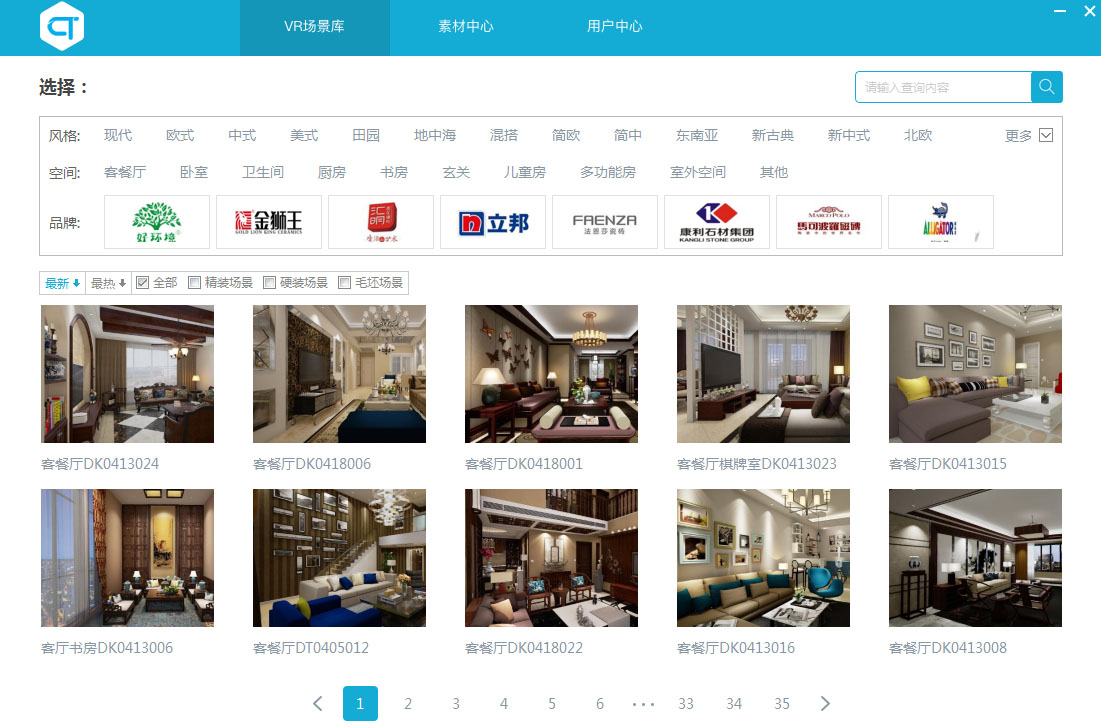 CT
VR场景库 素材中心 用户中心
选择：
请输入查询内容
风格: 现代 欧式 中式 美式 田园 地中海 混搭 简欧 简中 东南亚 新古典 新中式 北欧 更多
空间: 客餐厅 卧室 卫生间 厨房 书房 玄关 儿童房 多功能房 室外空间 其他
品牌:
好环境
金狮王
GOLD LION KING CERAMICS
汇明
生活的艺术
立邦
FAENZA
法恩莎瓷砖
康利石材集团
KANGLI STONE GROUP
MARCO POLO
馬可波羅磁磚
ALLIGATOR
最新 最热 全部 精装场景 硬装场景 毛坯场景
客餐厅DK0413024 客餐厅DK0418006 客餐厅DK0418001 客餐厅棋牌室DK0413023 客餐厅DK0413015
客厅书房DK0413006 客餐厅DT0405012 客餐厅DK0418022 客餐厅DK0413016 客餐厅DK0413008
1 2 3 4 5 6 ··· 33 34 35